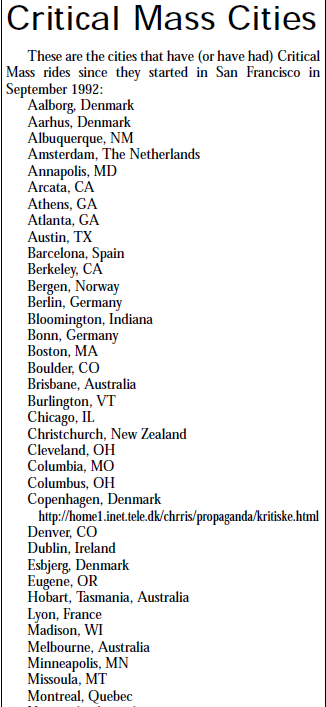 Critical Mass Cities
These are the cities that have (or have had) Critical
Mass rides since they started in San Francisco in
September 1992:
Aalborg, Denmark
Aarhus, Denmark
Albuquerque, NM
Amsterdam, The Netherlands
Annapolis, MD
Arcata, CA
Athens, GA
Atlanta, GA
Austin, TX
Barcelona, Spain
Berkeley, CA
Bergen, Norway
Berlin, Germany
Bloomington, Indiana
Bonn, Germany
Boston, MA
Boulder, CO
Brisbane, Australia
Burlington, VT
Chicago, IL
Christchurch, New Zealand
Cleveland, OH
Columbia, MO
Columbus, OH
Copenhagen, Denmark
http://home1.inet.tele.dk/chrris/propaganda/kritiske.html
Denver, CO
Dublin, Ireland
Esbjerg, Denmark
Eugene, OR
Hobart, Tasmania, Australia
Lyon, France
Madison, WI
Melbourne, Australia
Minneapolis, MN
Missoula, MT
Montreal, Quebec